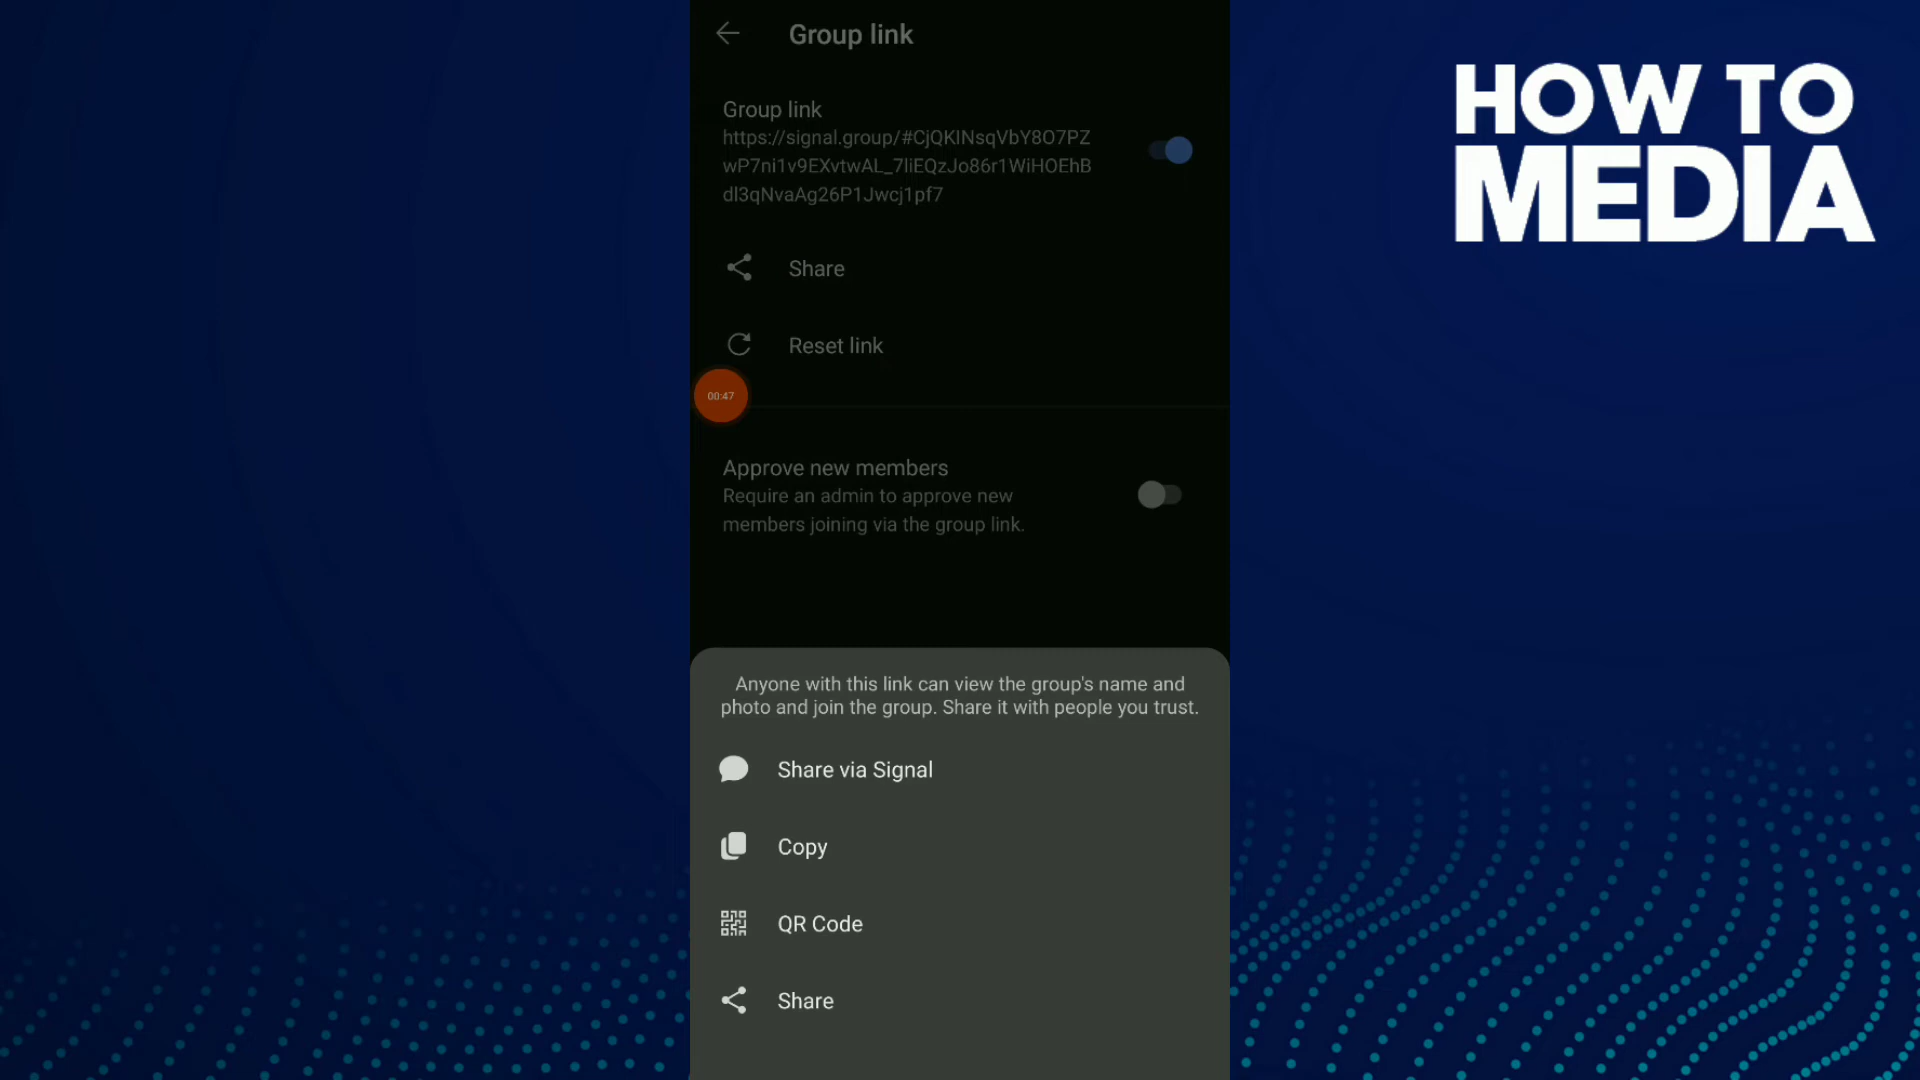 Group link
Group link
https://signal.group/#CjQKINsqVbY8O7PZ
wP7ni1v9EXvtwAL_7liEQzJo86r1WiHOEhB
dl3qNvaAg26P1Jwcj1pf7
Share
Reset link
00:47
Approve new members
Require an admin to approve new
members joining via the group link.
Anyone with this link can view the group's name and
photo and join the group. Share it with people you trust.
Share via Signal
Copy
QR Code
Share
HOW TO
MEDIA